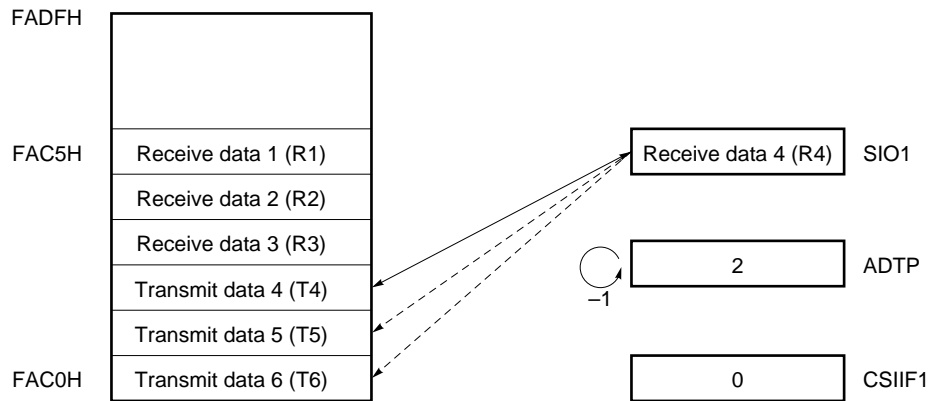 FADFH
FAC5H Receive data 1 (R1) Receive data 4 (R4) SIO1
Receive data 2 (R2)
Receive data 3 (R3)
2 ADTP
Transmit data 4 (T4)
–1
Transmit data 5 (T5)
FAC0H Transmit data 6 (T6) 0 CSIIF1